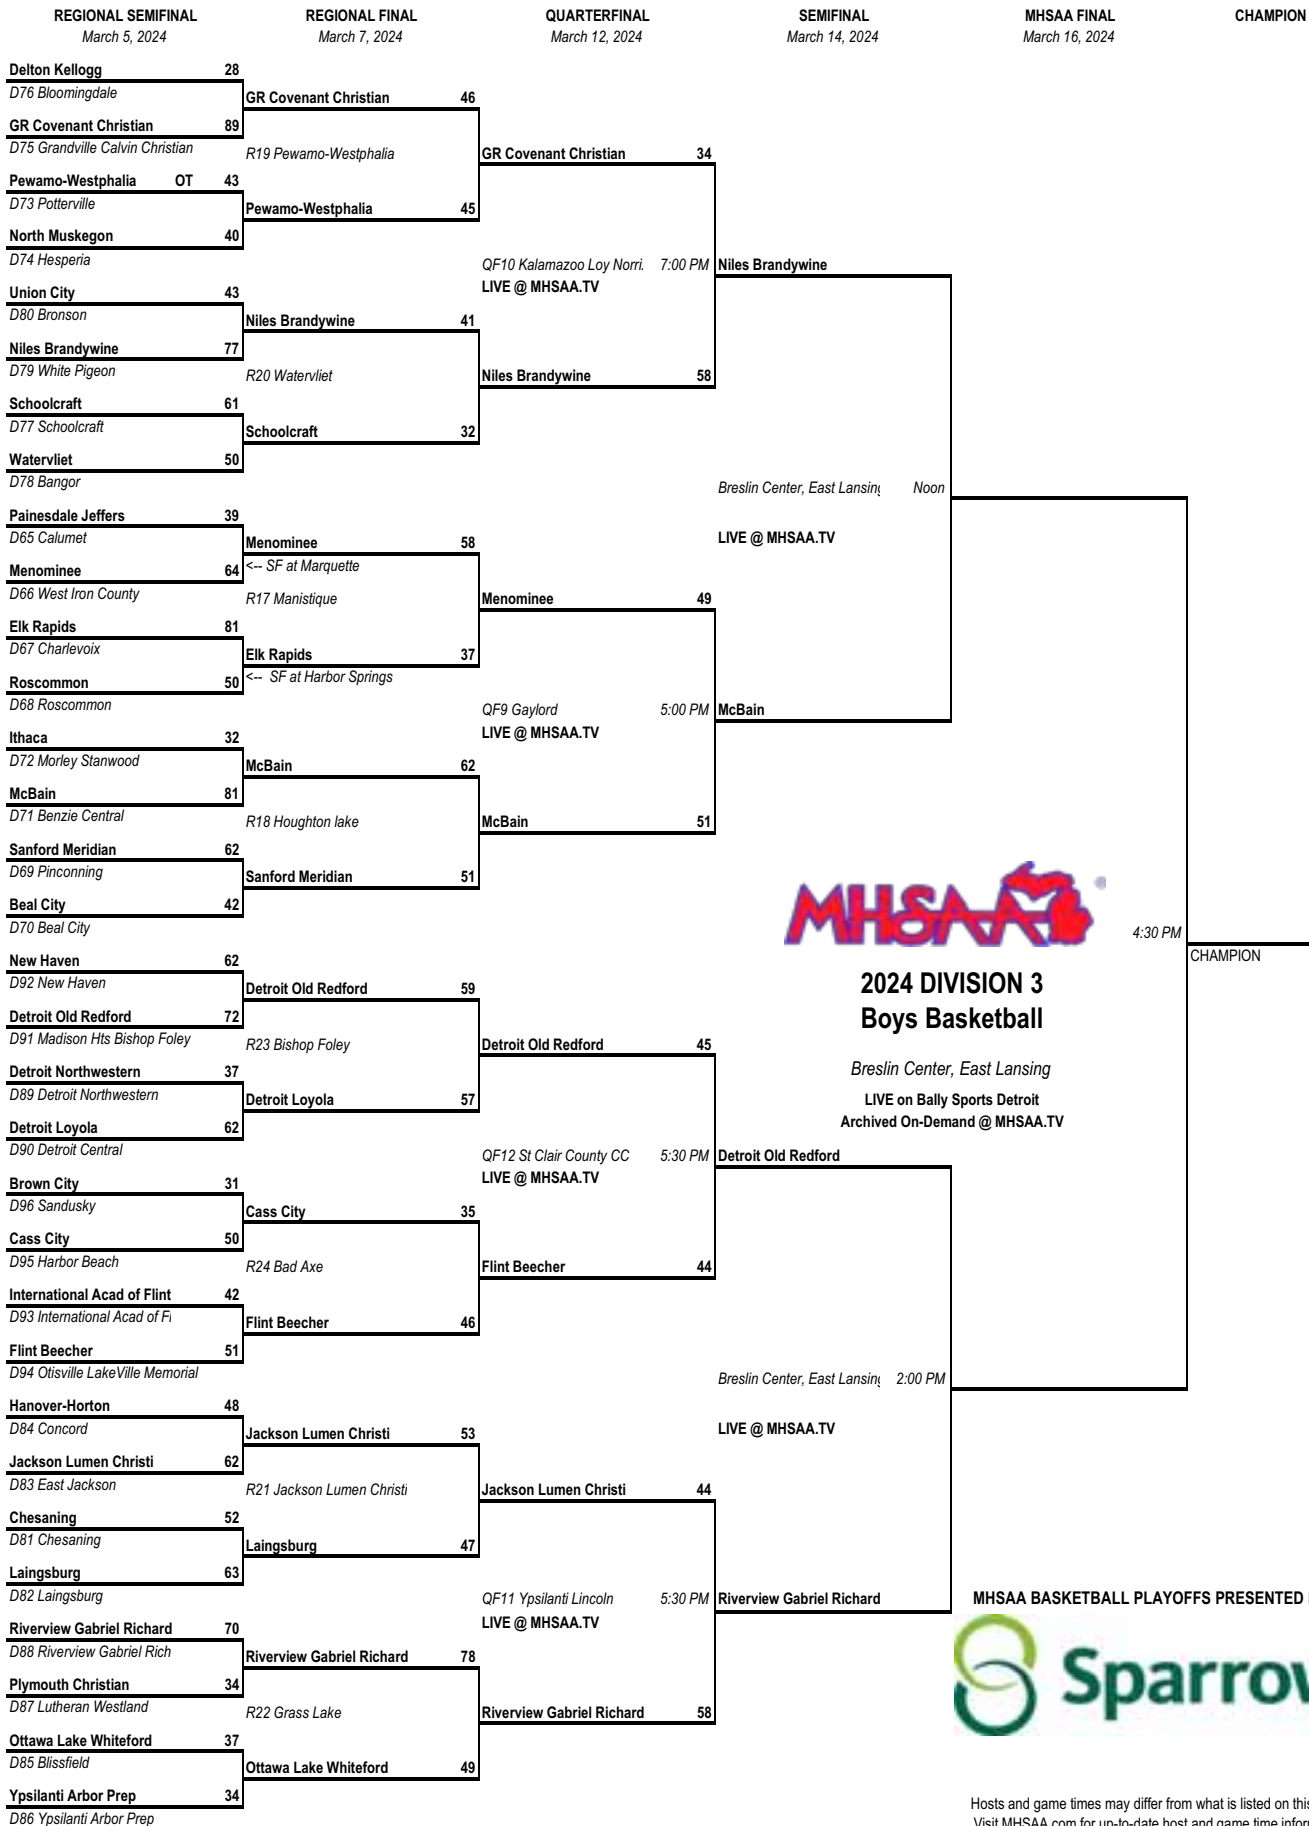 REGIONAL SEMIFINAL REGIONAL FINAL QUARTERFINAL SEMIFINAL MHSAA FINAL CHAMPION
March 5, 2024 March 7, 2024 March 12, 2024 March 14, 2024 March 16, 2024
Delton Kellogg 28
D76 Bloomingdale
GR Covenant Christian 46
GR Covenant Christian 89
D75 Grandville Calvin Christian
R19 Pewamo-Westphalia
GR Covenant Christian 34
Pewamo-Westphalia OT 43
D73 Potterville
Pewamo-Westphalia 45
North Muskegon 40
D74 Hesperia
QF10 Kalamazoo Loy Norri. 7:00 PM Niles Brandywine
LIVE @ MHSAA.TV
Union City 43
D80 Bronson
Niles Brandywine 41
Niles Brandywine 77
D79 White Pigeon
R20 Watervliet
Niles Brandywine 58
Schoolcraft 61
D77 Schoolcraft
Schoolcraft 32
Watervliet 50
D78 Bangor
Breslin Center, East Lansing Noon
Painesdale Jeffers 39
D65 Calumet
Menominee 58
LIVE @ MHSAA.TV
Menominee 64
<-- SF at Marquette
D66 West Iron County
R17 Manistique
Menominee 49
Elk Rapids 81
D67 Charlevoix
Elk Rapids 37
Roscommon 50
<-- SF at Harbor Springs
D68 Roscommon
QF9 Gaylord 5:00 PM McBain
LIVE @ MHSAA.TV
Ithaca 32
D72 Morley Stanwood
McBain 62
McBain 81
D71 Benzie Central
R18 Houghton lake
McBain 51
Sanford Meridian 62
D69 Pinconning
Sanford Meridian 51
Beal City 42
D70 Beal City
MHSAA ®
4:30 PM
CHAMPION
New Haven 62
D92 New Haven
Detroit Old Redford 59
2024 DIVISION 3
Boys Basketball
Detroit Old Redford 72
D91 Madison Hts Bishop Foley
R23 Bishop Foley
Detroit Old Redford 45
Breslin Center, East Lansing
Detroit Northwestern 37
D89 Detroit Northwestern
Detroit Loyola 57
LIVE on Bally Sports Detroit
Archived On-Demand @ MHSAA.TV
Detroit Loyola 62
D90 Detroit Central
QF12 St Clair County CC 5:30 PM Detroit Old Redford
LIVE @ MHSAA.TV
Brown City 31
D96 Sandusky
Cass City 35
Cass City 50
D95 Harbor Beach
R24 Bad Axe
Flint Beecher 44
International Acad of Flint 42
D93 International Acad of Fl
Flint Beecher 46
Flint Beecher 51
D94 Otisville LakeVille Memorial
Breslin Center, East Lansing 2:00 PM
Hanover-Horton 48
D84 Concord
Jackson Lumen Christi 53
LIVE @ MHSAA.TV
Jackson Lumen Christi 62
D83 East Jackson
R21 Jackson Lumen Christi
Jackson Lumen Christi 44
Chesaning 52
D81 Chesaning
Laingsburg 47
Laingsburg 63
D82 Laingsburg
QF11 Ypsilanti Lincoln 5:30 PM Riverview Gabriel Richard
LIVE @ MHSAA.TV
MHSAA BASKETBALL PLAYOFFS PRESENTED
Riverview Gabriel Richard 70
D88 Riverview Gabriel Rich
Riverview Gabriel Richard 78
Plymouth Christian 34
D87 Lutheran Westland
R22 Grass Lake
Riverview Gabriel Richard 58
Sparrow
Ottawa Lake Whiteford 37
D85 Blissfield
Ottawa Lake Whiteford 49
Ypsilanti Arbor Prep 34
D86 Ypsilanti Arbor Prep
Hosts and game times may differ from what is listed on this
Visit MHSAA.com for up-to-date host and game time infor